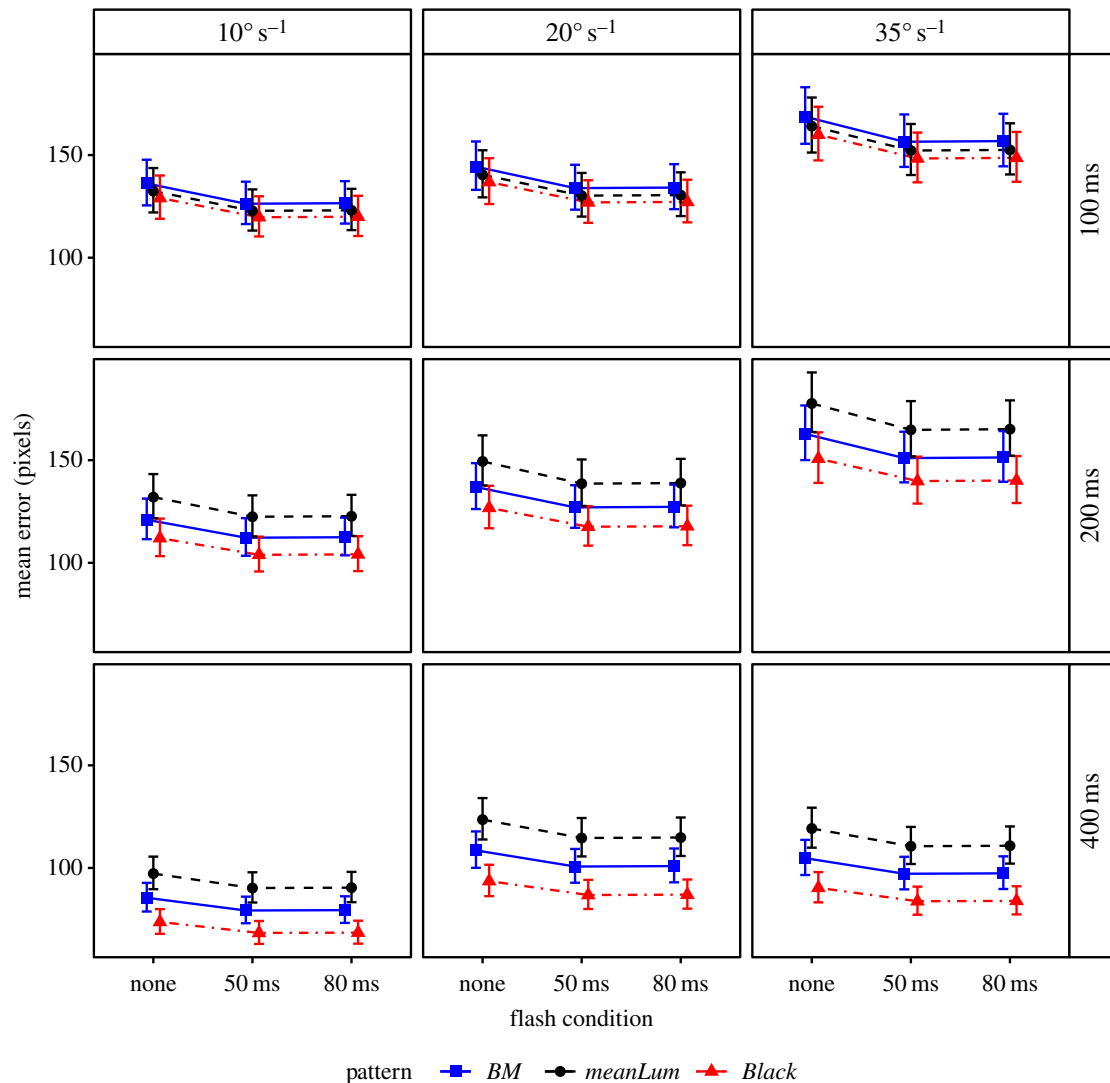 10° s⁻¹ 20° s⁻¹ 35° s⁻¹
150
100
100 ms
mean error (pixels)
150
100
200 ms
150
100
400 ms
none 50 ms 80 ms none 50 ms 80 ms none 50 ms 80 ms
flash condition
pattern BM meanLum Black